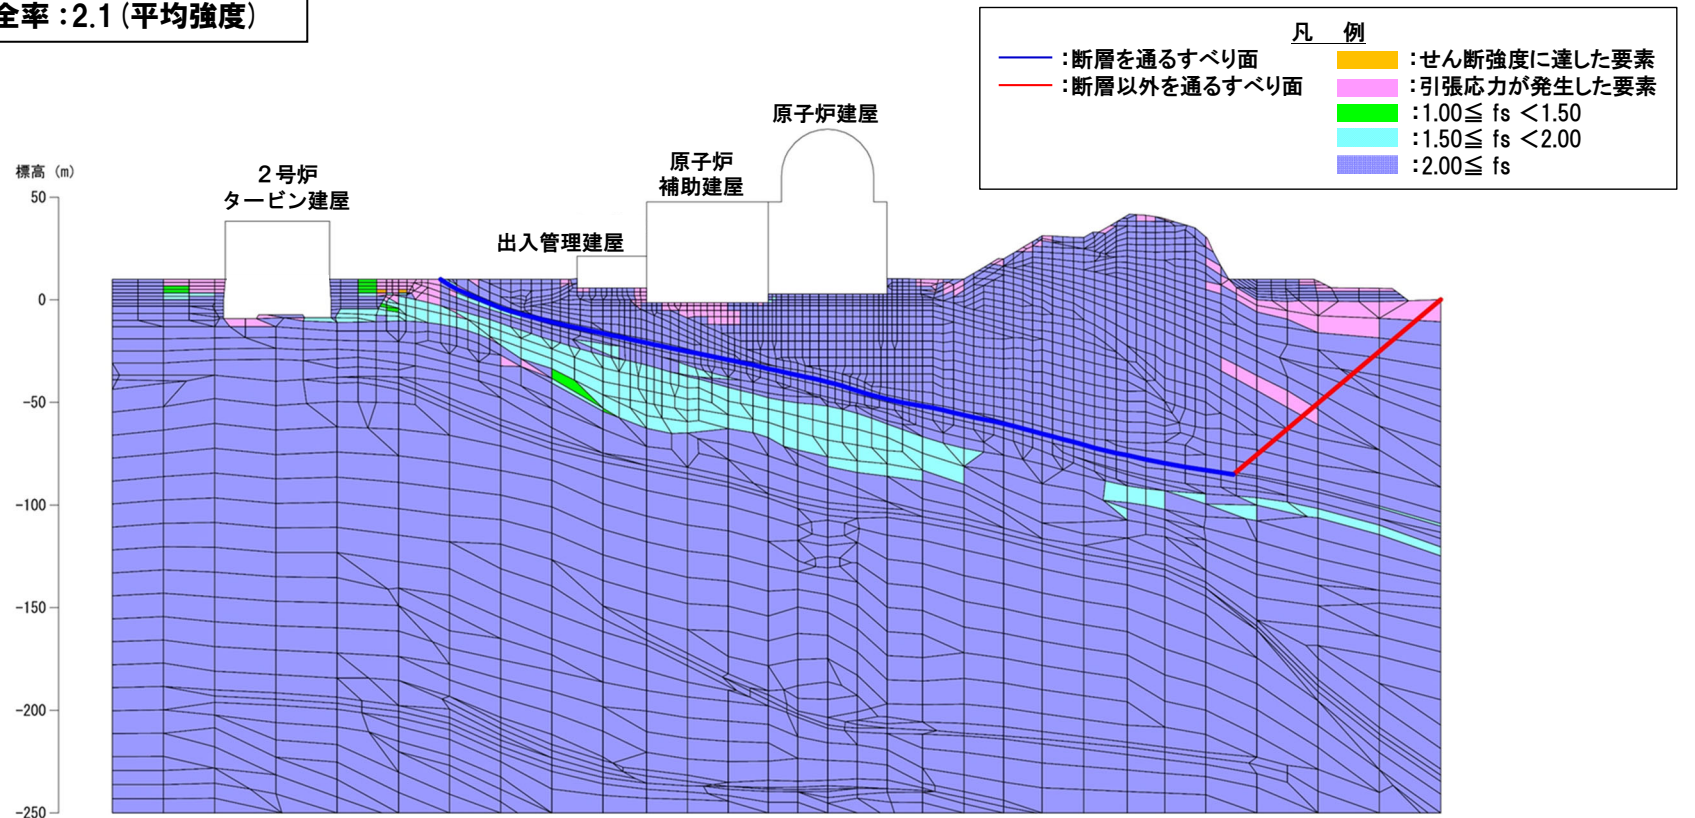 全率:2.1(平均強度)
凡 例
:断層を通るすべり面
:断層以外を通るすべり面
:せん断強度に達した要素
:引張応力が発生した要素
:1.00≦ fs <1.50
:1.50≦ fs <2.00
:2.00≦ fs
標高 (m)
50
0
-50
-100
-150
-200
-250
2号炉
タービン建屋
出入管理建屋
原子炉
補助建屋
原子炉建屋